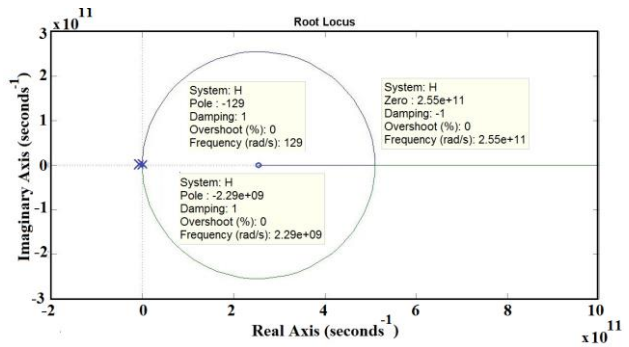 x10^11
Root Locus
3
2
1
0
-1
-2
-3
Imaginary Axis (seconds^-1)
System: H
Pole : -129
Damping: 1
Overshoot (%): 0
Frequency (rad/s): 129
System: H
Zero : 2.55e+11
Damping: -1
Overshoot (%): 0
Frequency (rad/s): 2.55e+11
System: H
Pole : -2.29e+09
Damping: 1
Overshoot (%): 0
Frequency (rad/s): 2.29e+09
-2 0 2 4 6 8 10
Real Axis (seconds^-1)
x10^11